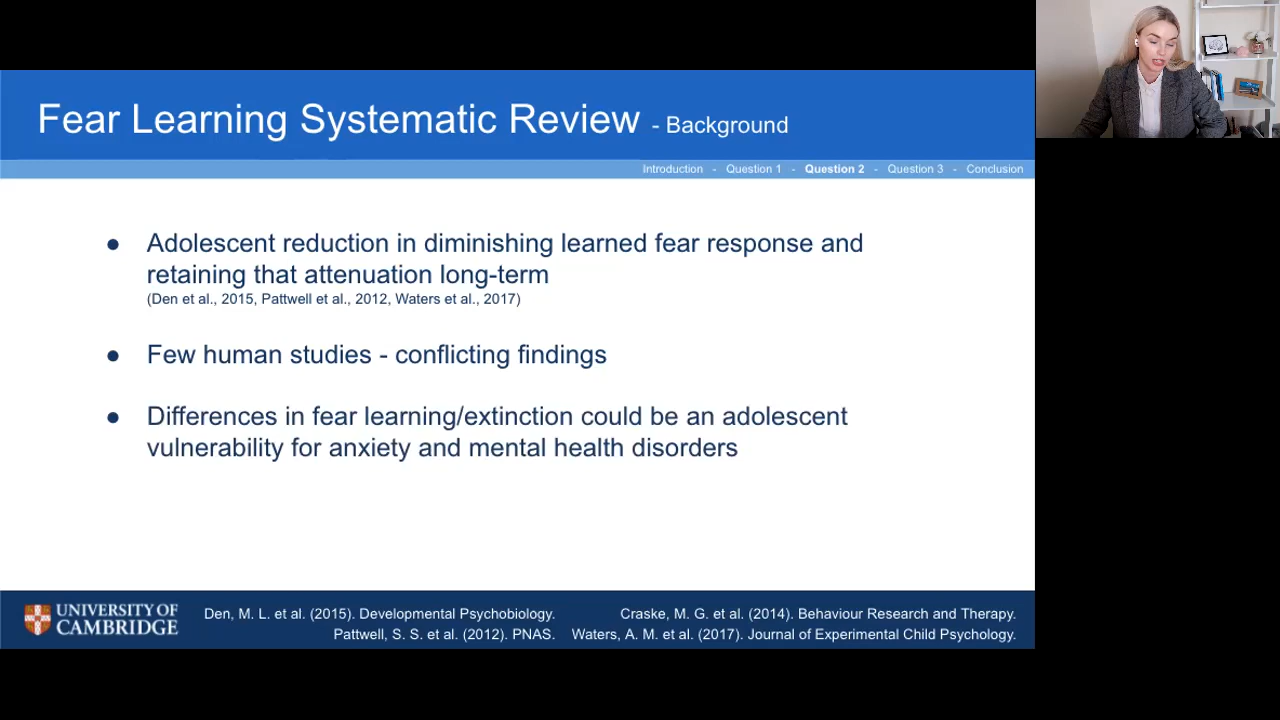 Fear Learning Systematic Review - Background
Introduction - Question 1 - Question 2 - Question 3 - Conclusion
● Adolescent reduction in diminishing learned fear response and
retaining that attenuation long-term
(Den et al., 2015, Pattwell et al., 2012, Waters et al., 2017)
● Few human studies - conflicting findings
● Differences in fear learning/extinction could be an adolescent
vulnerability for anxiety and mental health disorders
UNIVERSITY OF
CAMBRIDGE
Den, M. L. et al. (2015). Developmental Psychobiology.
Pattwell, S. S. et al. (2012). PNAS.
Craske, M. G. et al. (2014). Behaviour Research and Therapy.
Waters, A. M. et al. (2017). Journal of Experimental Child Psychology.